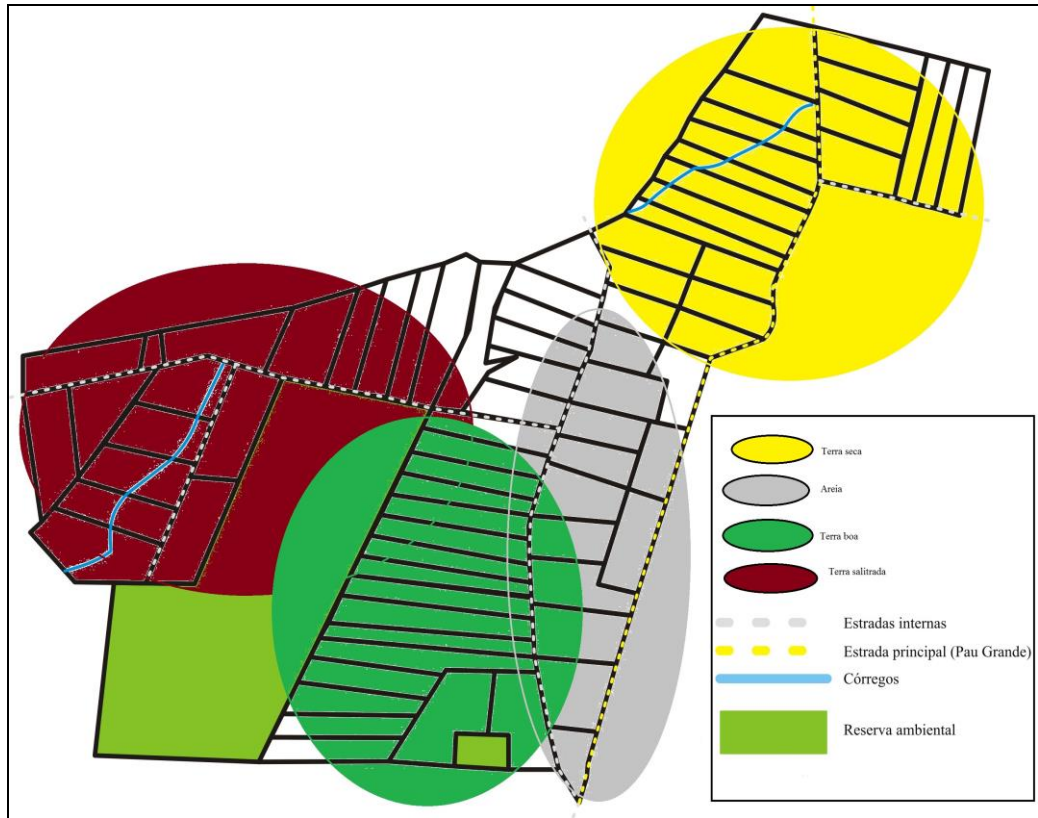 Terra seca
Areia
Terra boa
Terra salitrada
Estradas internas
Estrada principal (Pau Grande)
Córregos
Reserva ambiental